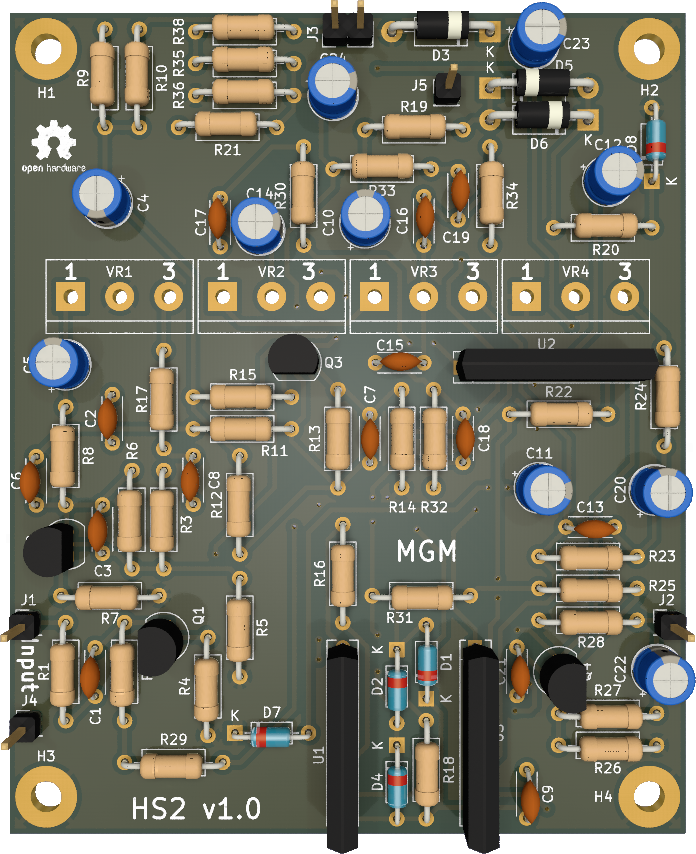 R38
J3
D3
K
C23
R9
R10
R35
K
D5
H1
R36
J5
H2
R21
R19
D6
K
open hardware
R33
C12
K
C4
C17
C14
R30
C10
C16
C19
R34
R20
1 VR1 3
1 VR2 3
1 VR3 3
1 VR4 3
Q3
C15
U2
R17
R15
C7
R22
R24
C2
R11
R13
C18
R8
R6
C6
R3
C8
R12
R14
R32
C11
C20
C13
C3
R16
MGM
R23
R25
R7
R31
J1
Q1
R5
R28
J2
Input
R1
R4
K
D1
C22
D2
K
C1
J4
K
D7
R27
H3
R29
U1
K
D4
R18
R26
HS2 v1.0
C9
H4